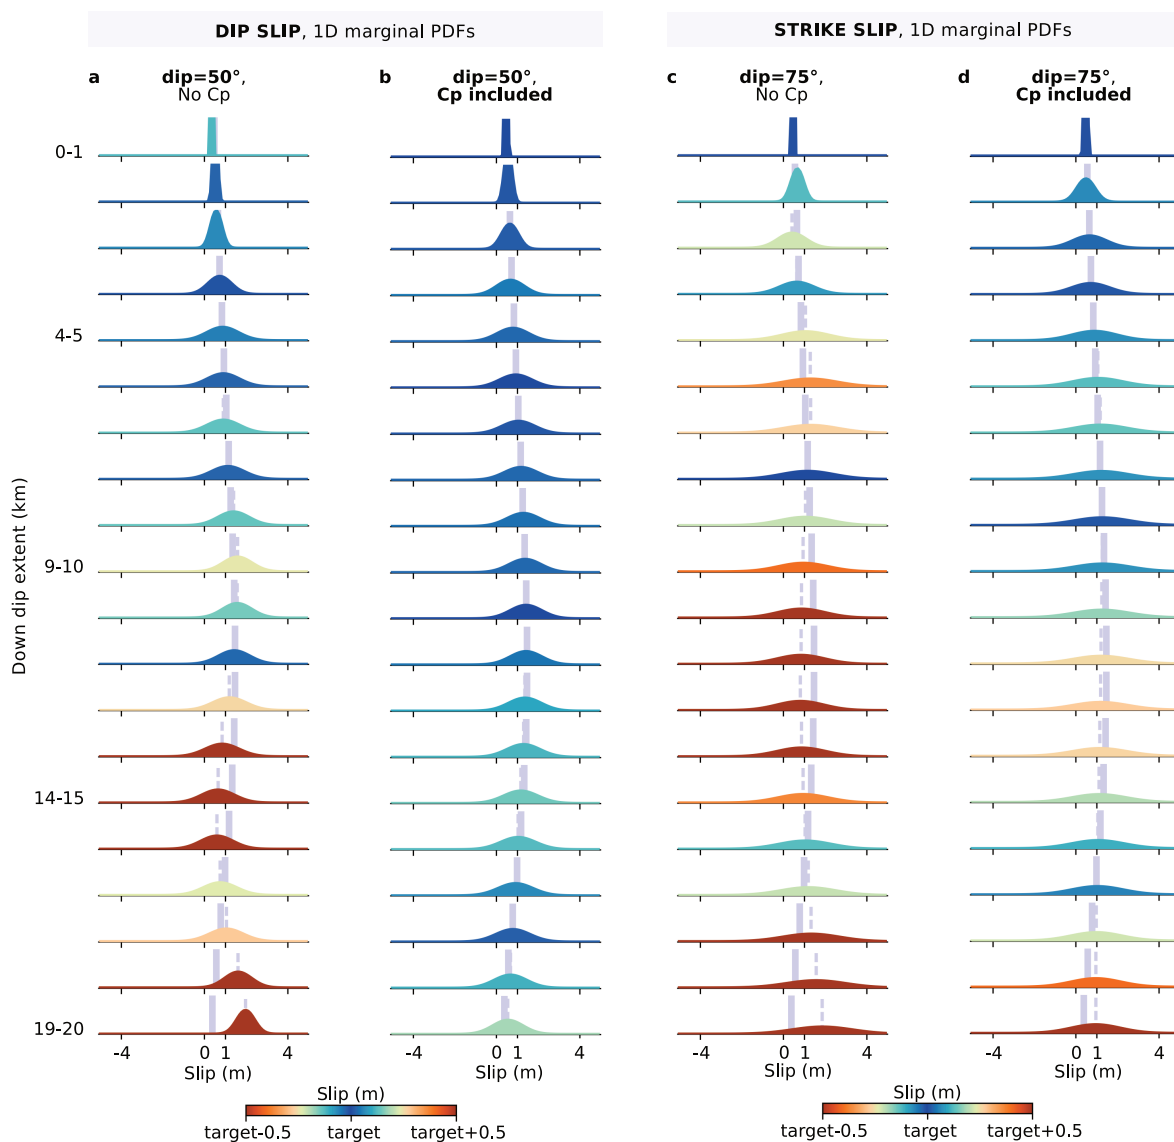 DIP SLIP, 1D marginal PDFs
STRIKE SLIP, 1D marginal PDFs
a
dip=50°,
No Cp
b
dip=50°,
Cp included
c
dip=75°,
No Cp
d
dip=75°,
Cp included
Down dip extent (km)
0-1
4-5
9-10
14-15
19-20
-4 0 1 4
Slip (m)
-4 0 1 4
Slip (m)
-4 0 1 4
Slip (m)
-4 0 1 4
Slip (m)
Slip (m)
target-0.5 target target+0.5
Slip (m)
target-0.5 target target+0.5